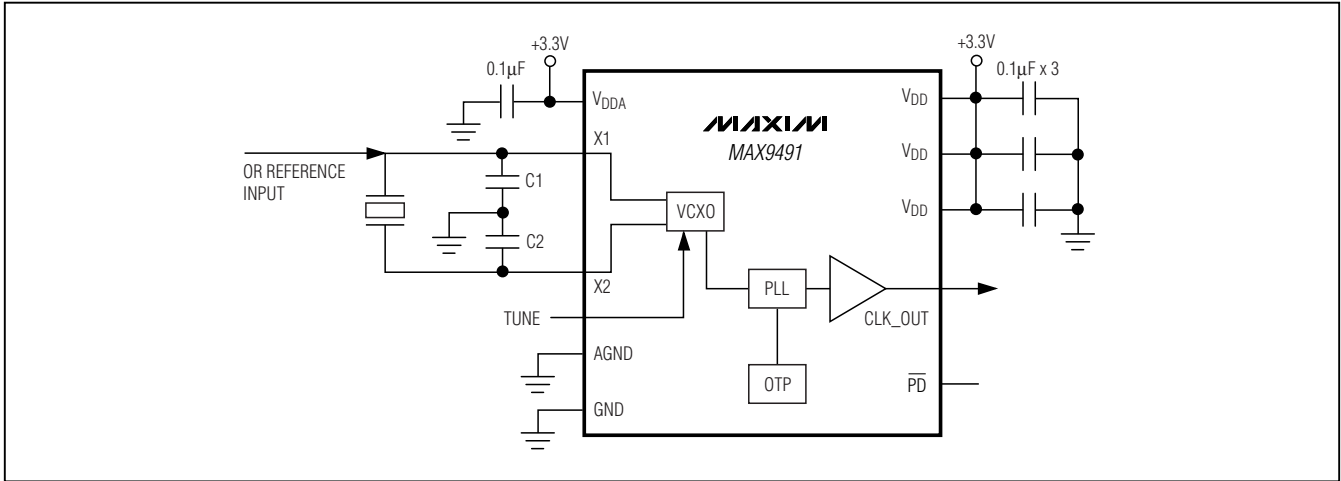 +3.3V
0.1μF
VDDA
X1
OR REFERENCE
INPUT
C1
C2
X2
TUNE
AGND
GND
MAXIM
MAX9491
VCXO
PLL
OTP
CLK_OUT
PD
VDD
VDD
VDD
+3.3V
0.1μF x 3